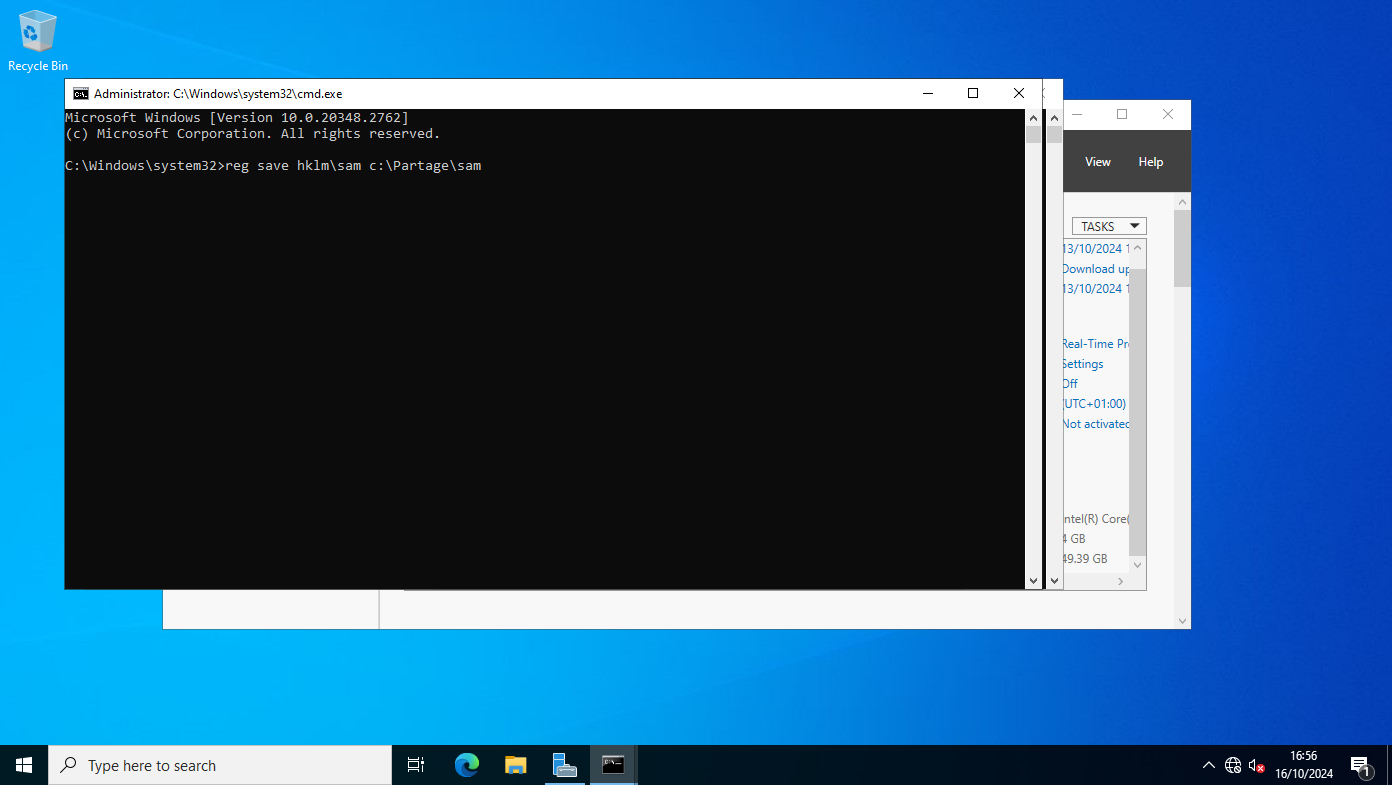 Recycle Bin
Administrator: C:\Windows\system32\cmd.exe
Microsoft Windows [Version 10.0.20348.2762]
(c) Microsoft Corporation. All rights reserved.
C:\Windows\system32>reg save hklm\sam c:\Partage\sam
View Help
TASKS
13/10/2024 1
Download up
13/10/2024 1
Real-Time Pr
Settings
Off
(UTC+01:00)
Not activated
Intel(R) Core(
4 GB
49.39 GB
Type here to search
16:56
16/10/2024
1